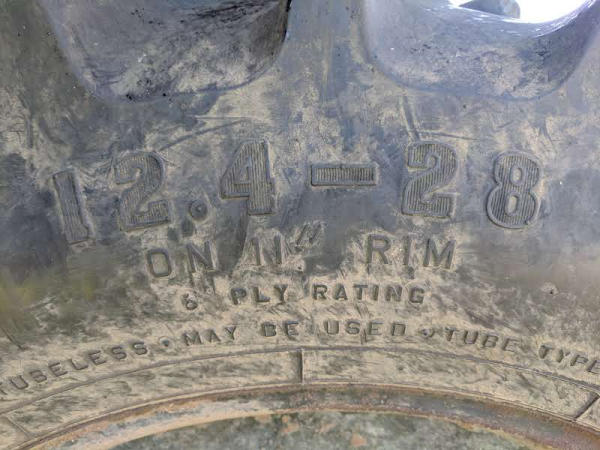 12.4-28
ON 11" RIM
6 PLY RATING
TUBELESS • MAY BE USED • TUBE TYPE